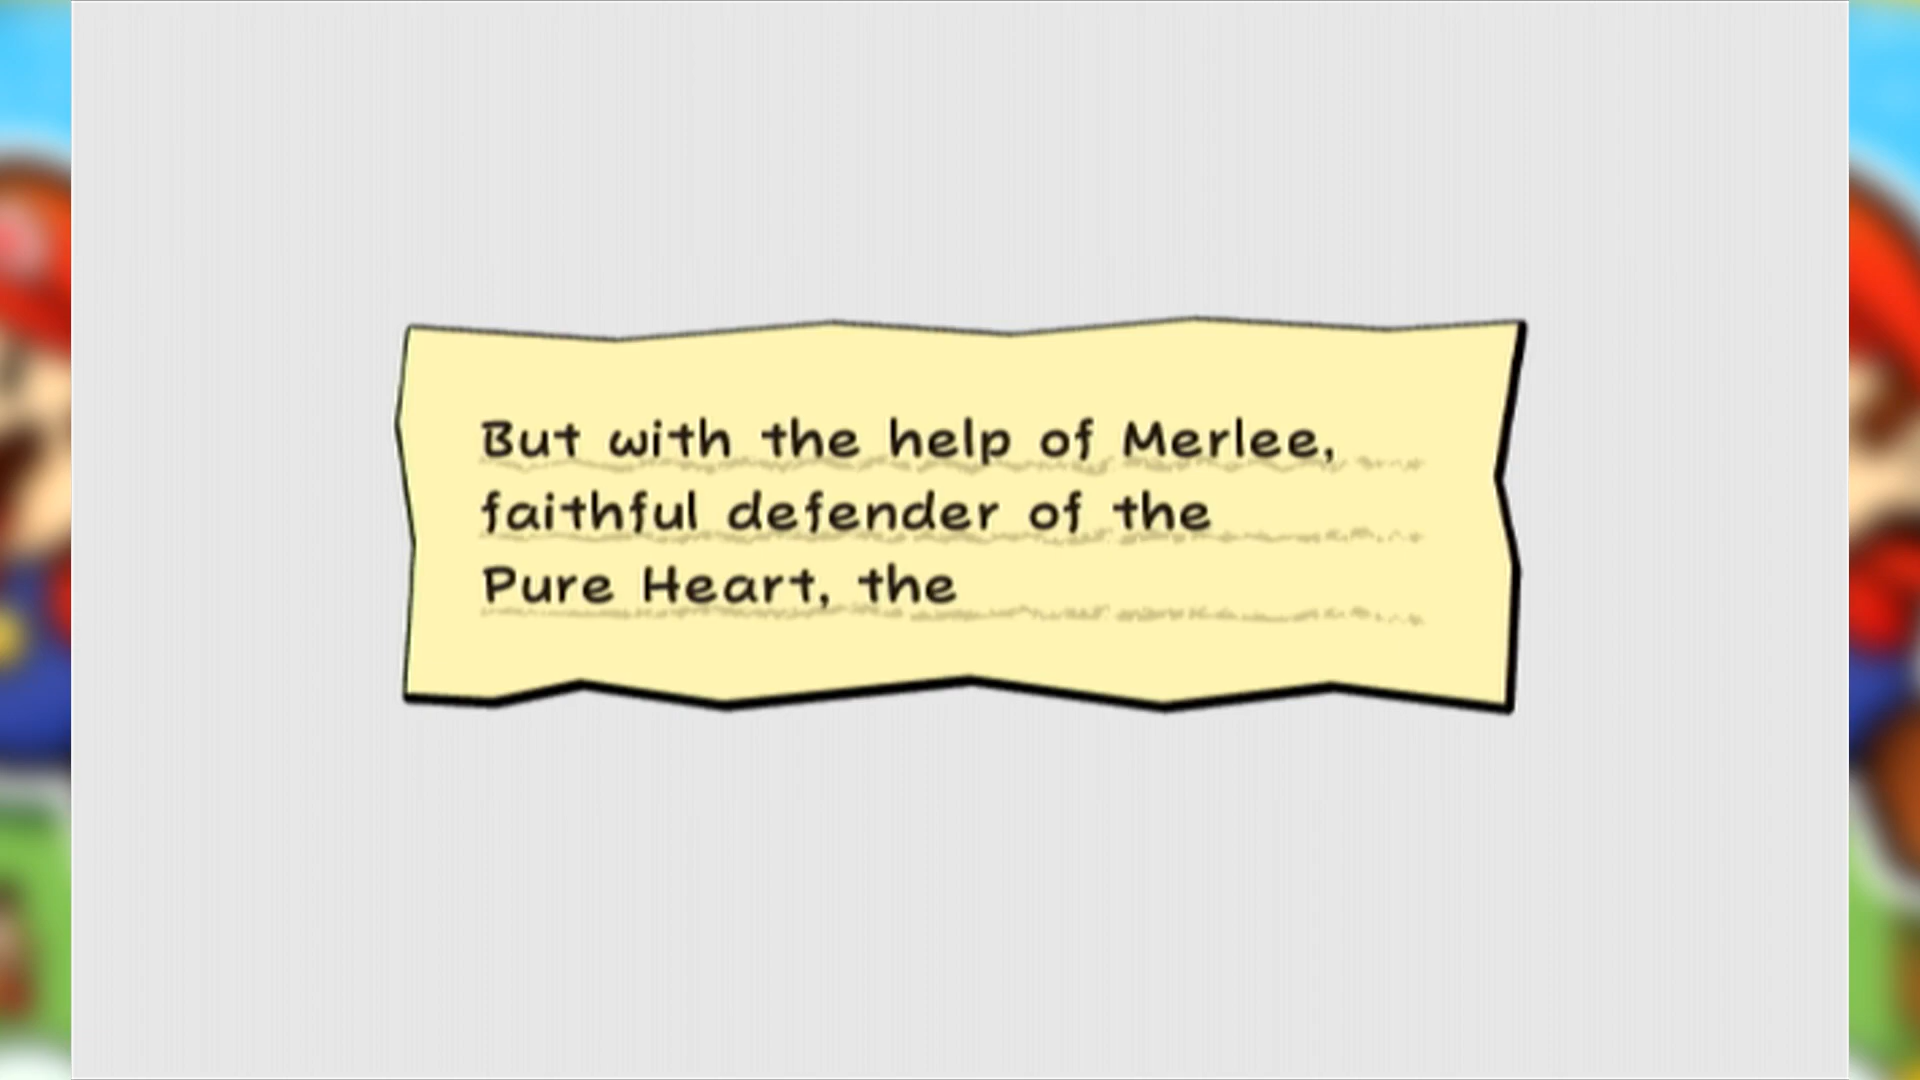 But with the help of Merlee,
faithful defender of the
Pure Heart, the